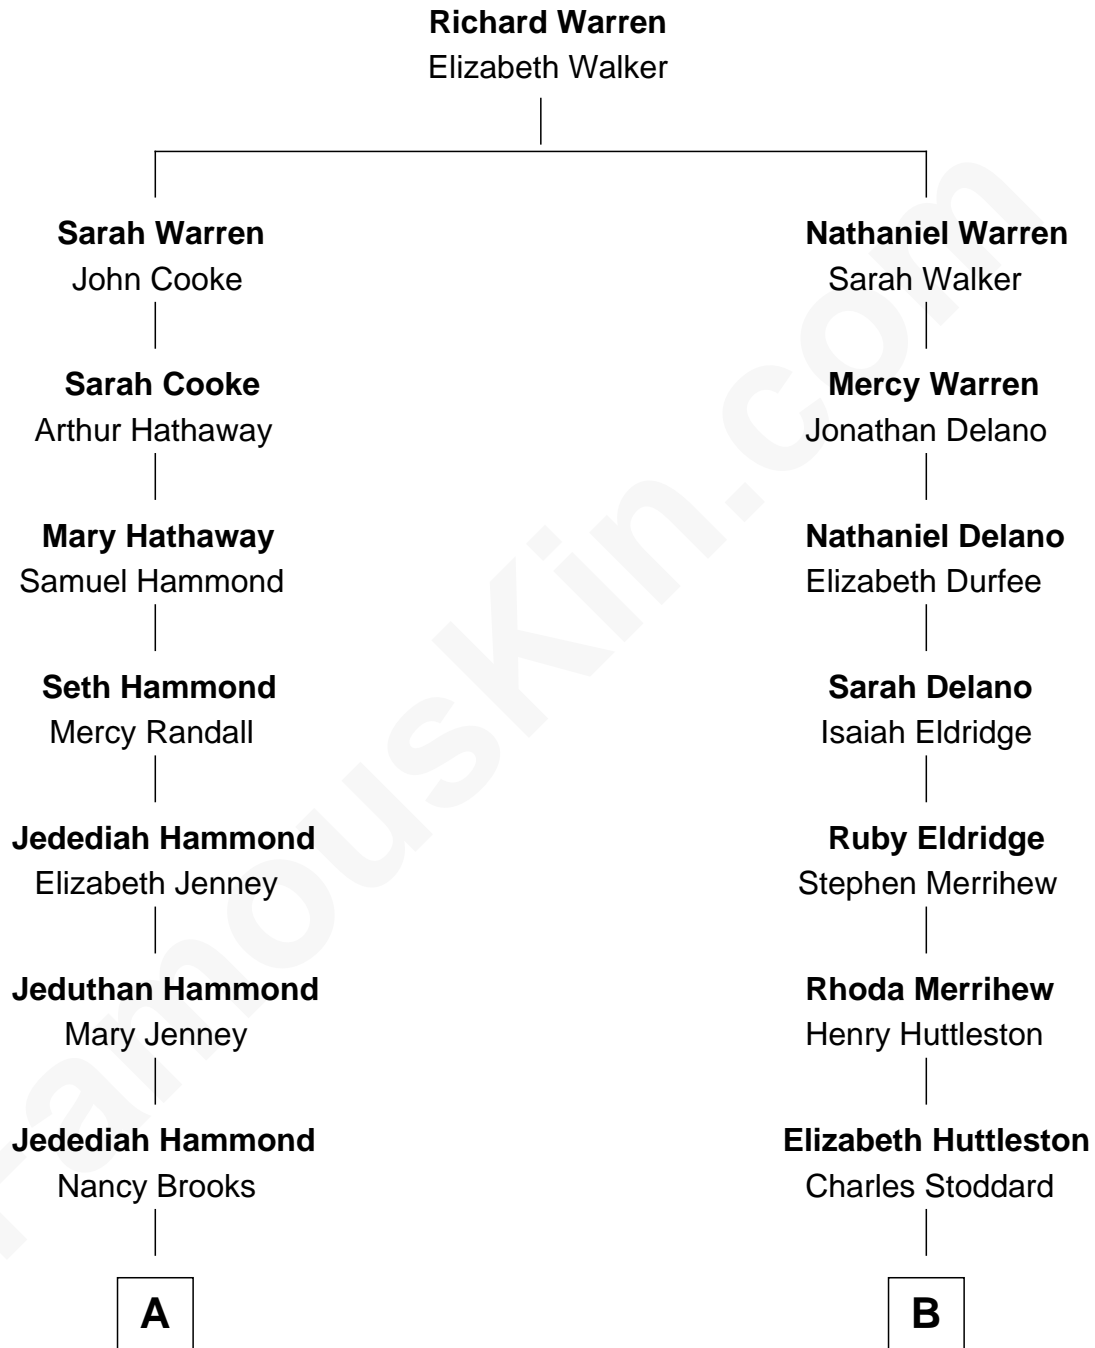 Richard Warren
Elizabeth Walker
Sarah Warren
John Cooke
Nathaniel Warren
Sarah Walker
Sarah Cooke
Arthur Hathaway
Mercy Warren
Jonathan Delano
Mary Hathaway
Samuel Hammond
Nathaniel Delano
Elizabeth Durfee
Seth Hammond
Mercy Randall
Sarah Delano
Isaiah Eldridge
Jedediah Hammond
Elizabeth Jenney
Ruby Eldridge
Stephen Merrihew
Jeduthan Hammond
Mary Jenney
Rhoda Merrihew
Henry Huttleston
Jedediah Hammond
Nancy Brooks
Elizabeth Huttleston
Charles Stoddard
A
B
FamousKin.com